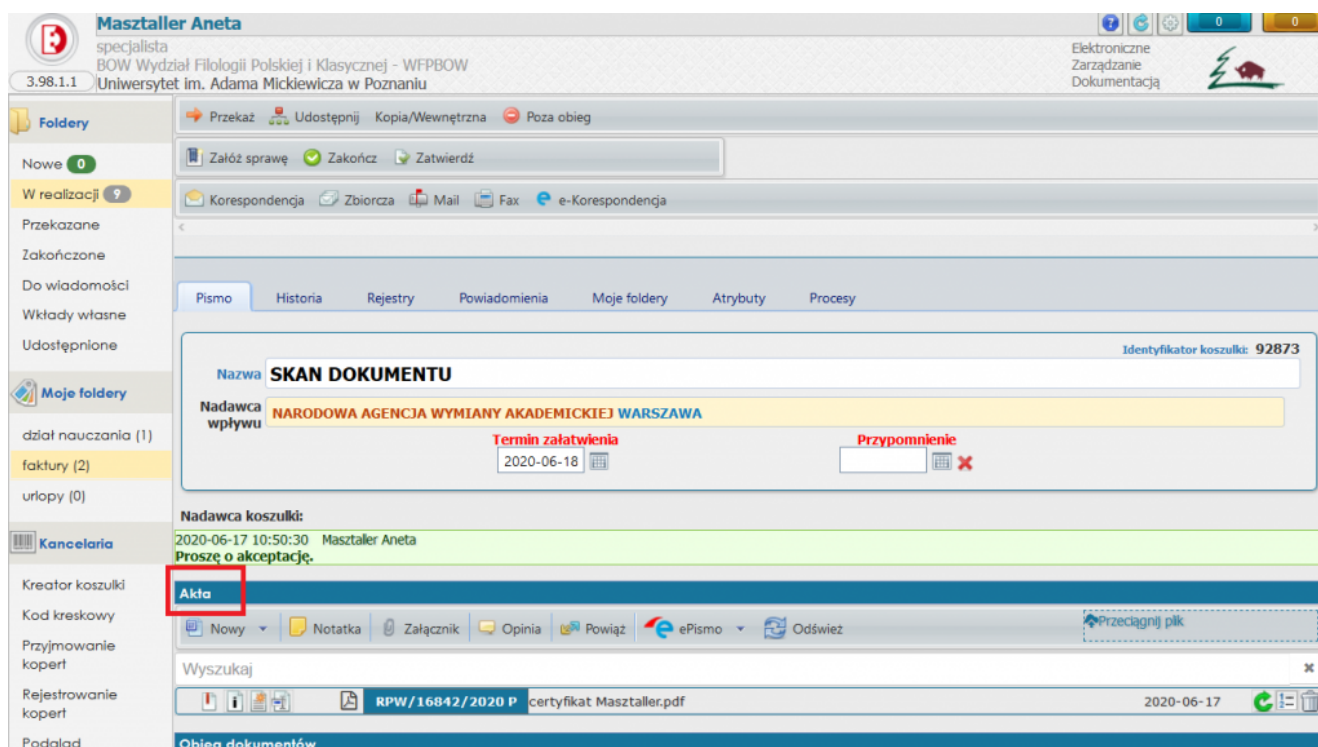 Masztaller Aneta
specjalista
BOW Wydział Filologii Polskiej i Klasycznej - WFPBOW
3.98.1.1 Uniwersytet im. Adama Mickiewicza w Poznaniu
0 0
Elektroniczne
Zarządzanie
Dokumentacją
Foldery
Nowe 0
W realizacji 9
Przekazane
Zakończone
Do wiadomości
Wkłady własne
Udostępnione
Moje foldery
dział nauczania (1)
faktury (2)
urlopy (0)
Kancelaria
Kreator koszulki
Kod kreskowy
Przyjmowanie
kopert
Rejestrowanie
kopert
Podgląd
Przekaż Udostępnij Kopia/Wewnętrzna Poza obieg
Załóż sprawę Zakończ Zatwierdź
Korespondencja Zbiorcza Mail Fax e-Korespondencja
Pismo Historia Rejestry Powiadomienia Moje foldery Atrybuty Procesy
Identyfikator koszulki: 92873
Nazwa SKAN DOKUMENTU
Nadawca wpływu NARODOWA AGENCJA WYMIANY AKADEMICKIEJ WARSZAWA
Termin załatwienia Przypomnienie
2020-06-18
Nadawca koszulki:
2020-06-17 10:50:30 Masztaller Aneta
Proszę o akceptację.
Akta
Nowy Notatka Załącznik Opinia Powiąż ePismo Odśwież Przeciągnij plik
Wyszukaj
RPW/16842/2020 P certyfikat Masztaller.pdf 2020-06-17
Obieg dokumentów